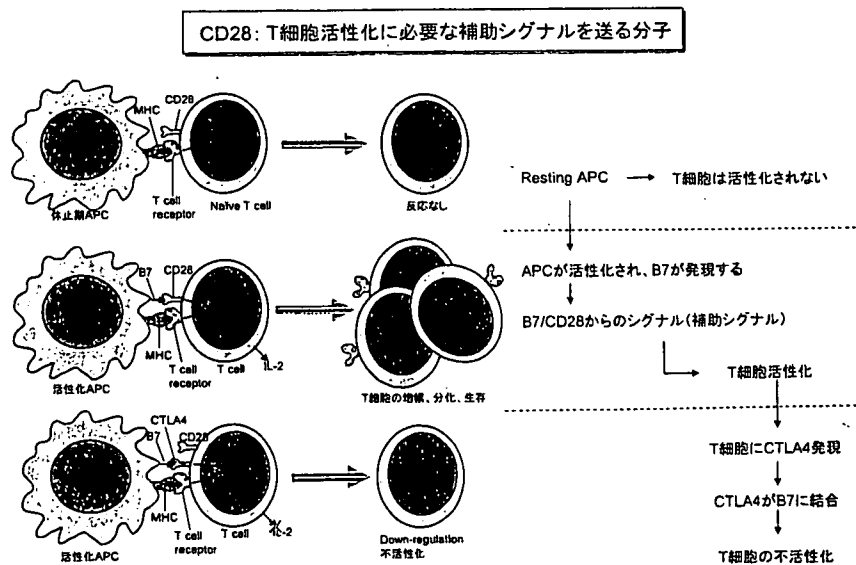 CD28: T細胞活性化に必要な補助シグナルを送る分子
CD28
MHC
T cell
receptor
Naïve T cell
休止期APC
反応なし
B7
CD28
MHC
T cell
receptor
T cell
IL-2
活性化APC
T細胞の増候、分化、生存
CTLA4
B7
CD28
MHC
T cell
receptor
T cell
IL-2
活性化APC
Down-regulation
不活性化
Resting APC → T細胞は活性化されない
APCが活性化され、B7が発現する
B7/CD28からのシグナル(補助シグナル)
T細胞活性化
T細胞にCTLA4発現
CTLA4がB7に結合
T細胞の不活性化